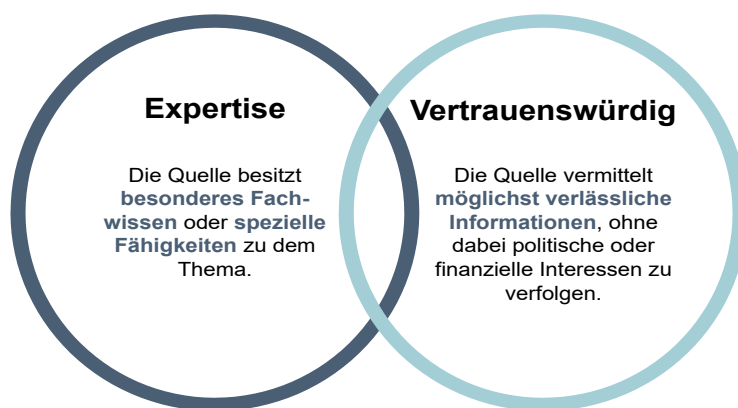 Expertise
Die Quelle besitzt
besonderes Fach-
wissen oder spezielle
Fähigkeiten zu dem
Thema.
Vertrauenswürdig
Die Quelle vermittelt
möglichst verlässliche
Informationen, ohne
dabei politische oder
finanzielle Interessen zu
verfolgen.